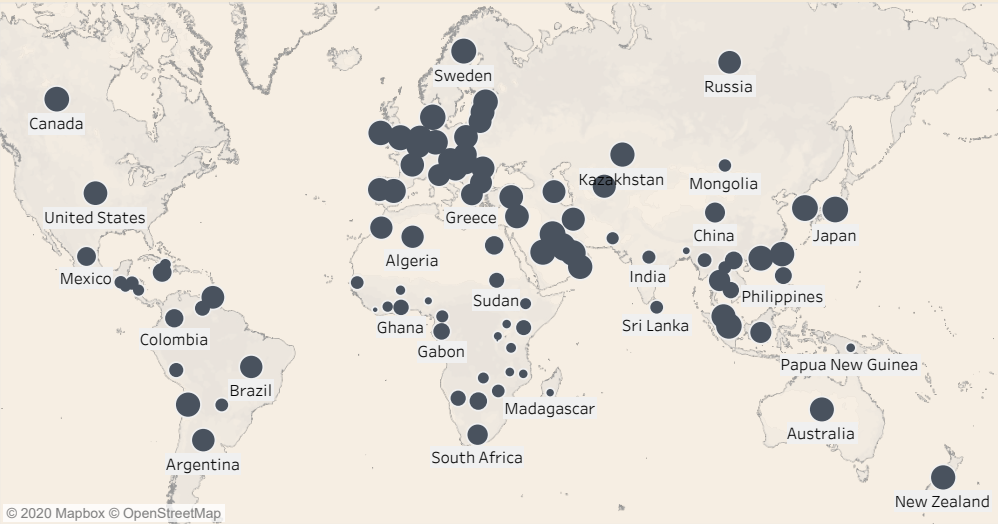 Sweden
Russia
Canada
Kazakhstan
Mongolia
United States
Greece
China
Japan
Algeria
Mexico
India
Sudan
Philippines
Ghana
Sri Lanka
Colombia
Gabon
Papua New Guinea
Brazil
Madagascar
Australia
South Africa
Argentina
New Zealand
© 2020 Mapbox © OpenStreetMap